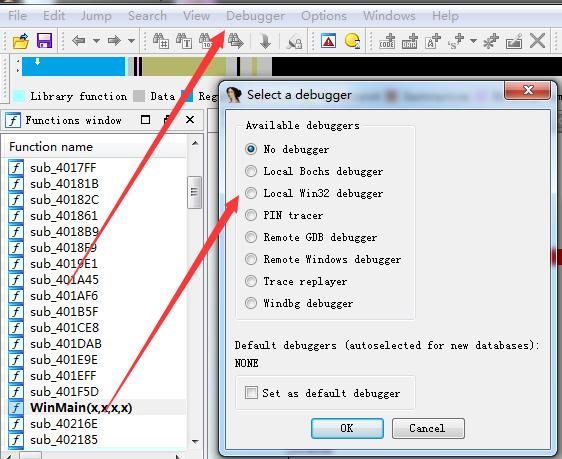 File Edit Jump Search View Debugger Options Windows Help
Library function Data Reg
Select a debugger
Functions window
Function name
sub_4017FF
sub_40181B
sub_40182C
sub_401861
sub_4018B9
sub_4018F9
sub_4019E1
sub_401A45
sub_401AF6
sub_401B5F
sub_401CE8
sub_401DAB
sub_401E9E
sub_401EFF
sub_401F5D
WinMain(x,x,x,x)
sub_40216E
sub_402185
Available debuggers
No debugger
Local Bochs debugger
Local Win32 debugger
PIN tracer
Remote GDB debugger
Remote Windows debugger
Trace replayer
Windbg debugger
Default debuggers (autoselected for new databases):
NONE
Set as default debugger
OK Cancel